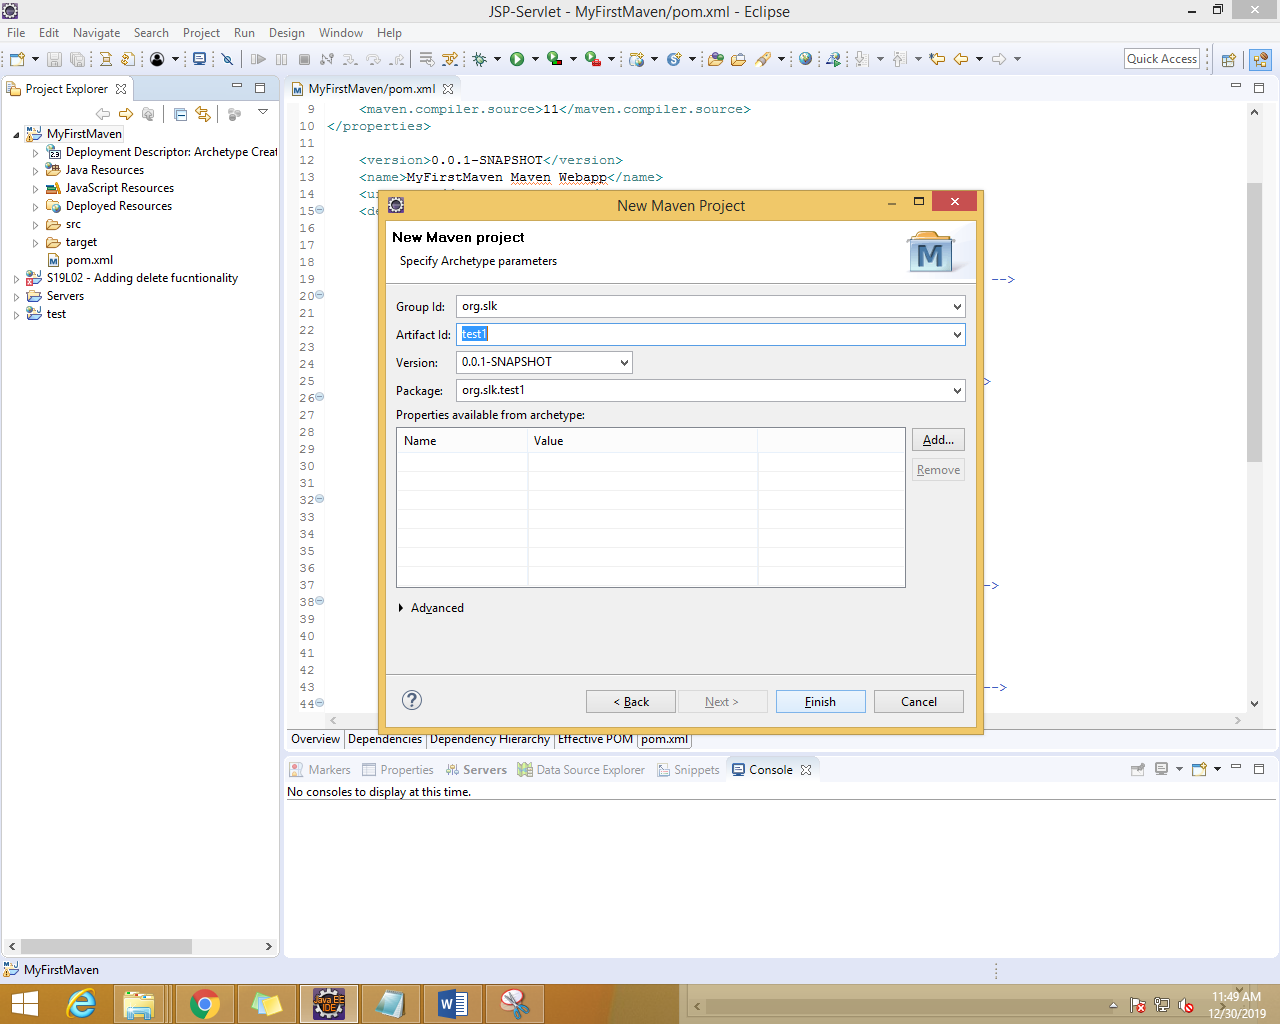 JSP-Servlet - MyFirstMaven/pom.xml - Eclipse
File Edit Navigate Search Project Run Design Window Help
Quick Access
Project Explorer
MyFirstMaven
Deployment Descriptor: Archetype Creat
Java Resources
JavaScript Resources
Deployed Resources
src
target
pom.xml
S19L02 - Adding delete fucntionality
Servers
test
MyFirstMaven/pom.xml
9 <maven.compiler.source>11</maven.compiler.source>
10 </properties>
11
12 <version>0.0.1-SNAPSHOT</version>
13 <name>MyFirstMaven Maven Webapp</name>
14
15
16
17
18
19 -->
20
21
22
23
24
25 >
26
27
28
29
30
31
32
33
34
35
36
37 ->
38
39
40
41
42
43 -->
44
New Maven Project
New Maven project
Specify Archetype parameters
M
Group Id: org.slk
Artifact Id: test1
Version: 0.0.1-SNAPSHOT
Package: org.slk.test1
Properties available from archetype:
Name Value
Add...
Remove
Advanced
< Back Next > Finish Cancel
Overview Dependencies Dependency Hierarchy Effective POM pom.xml
Markers Properties Servers Data Source Explorer Snippets Console
No consoles to display at this time.
MyFirstMaven
Java EE
IDE
11:49 AM
12/30/2019